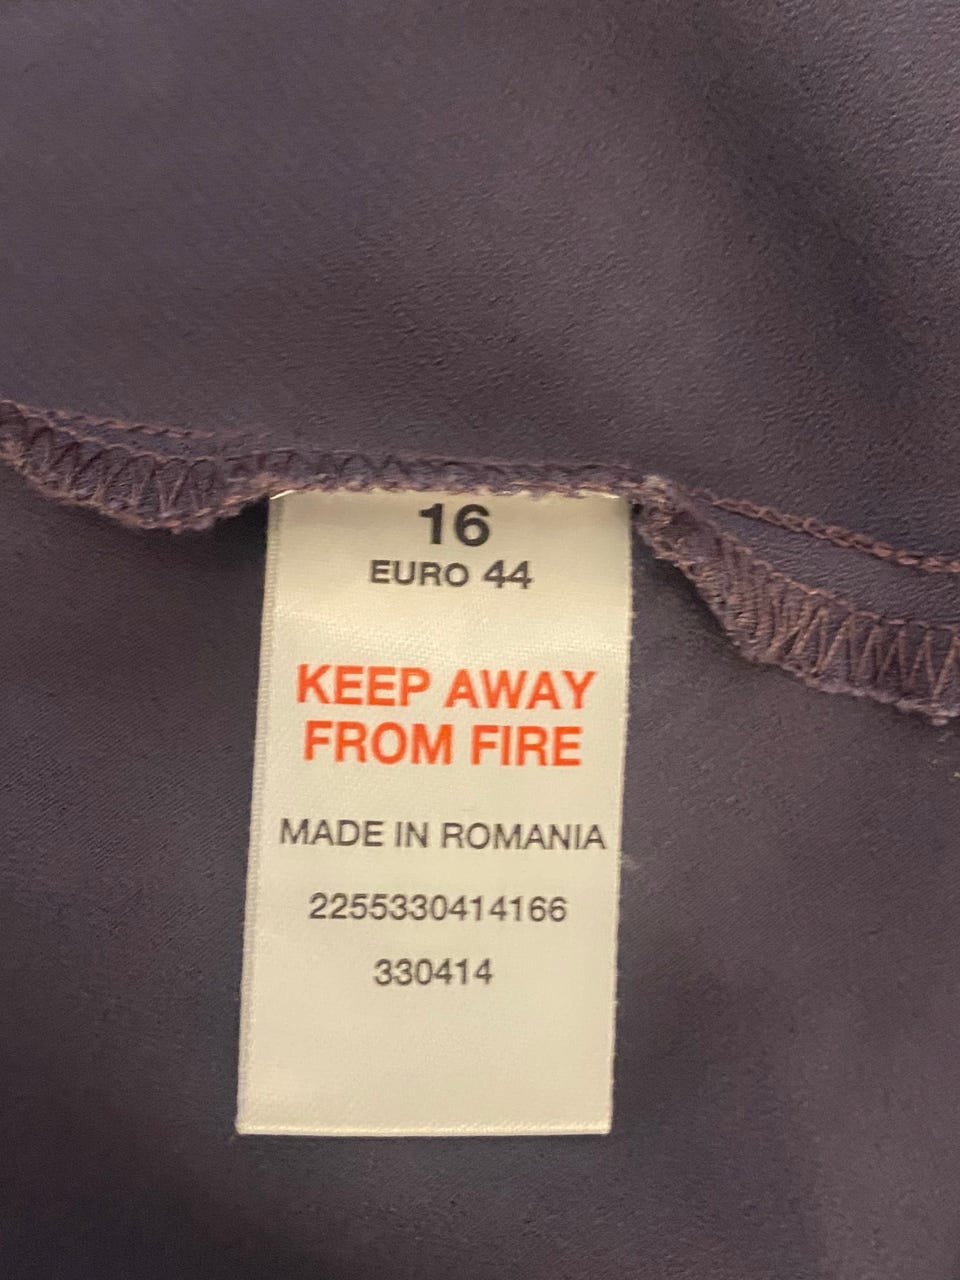 16
EURO 44
KEEP AWAY
FROM FIRE
MADE IN ROMANIA
2255330414166
330414